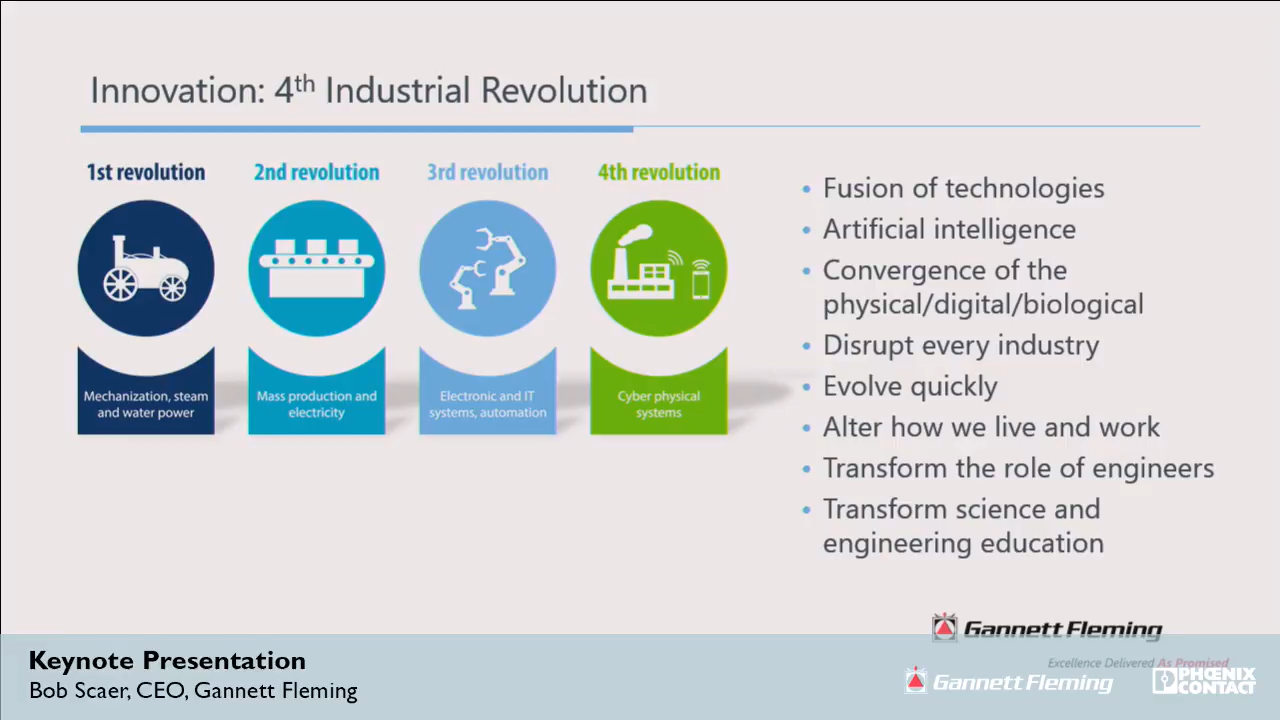 Innovation: 4th Industrial Revolution
1st revolution
2nd revolution
3rd revolution
4th revolution
Mechanization, steam
and water power
Mass production and
electricity
Electronic and IT
systems, automation
Cyber physical
systems
• Fusion of technologies
• Artificial intelligence
• Convergence of the
physical/digital/biological
• Disrupt every industry
• Evolve quickly
• Alter how we live and work
• Transform the role of engineers
• Transform science and
engineering education
Gannett Fleming
Excellence Delivered As Promised
Keynote Presentation
Bob Scaer, CEO, Gannett Fleming
Gannett Fleming
PHŒNIX
CONTACT